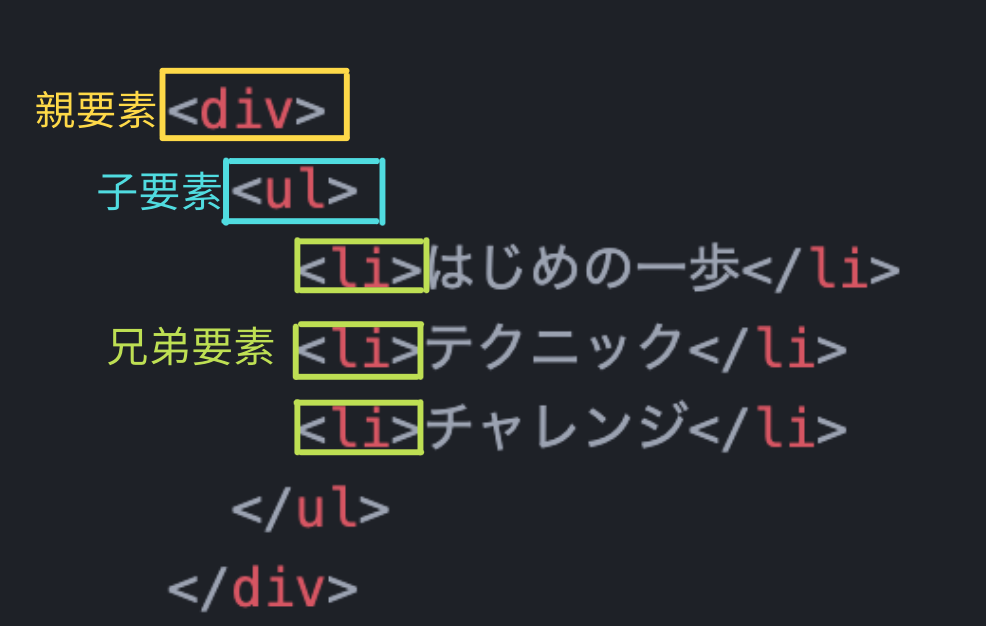 親要素<div>
子要素<ul>
<li>はじめの一歩</li>
兄弟要素 <li>テクニック</li>
<li>チャレンジ</li>
</ul>
</div>